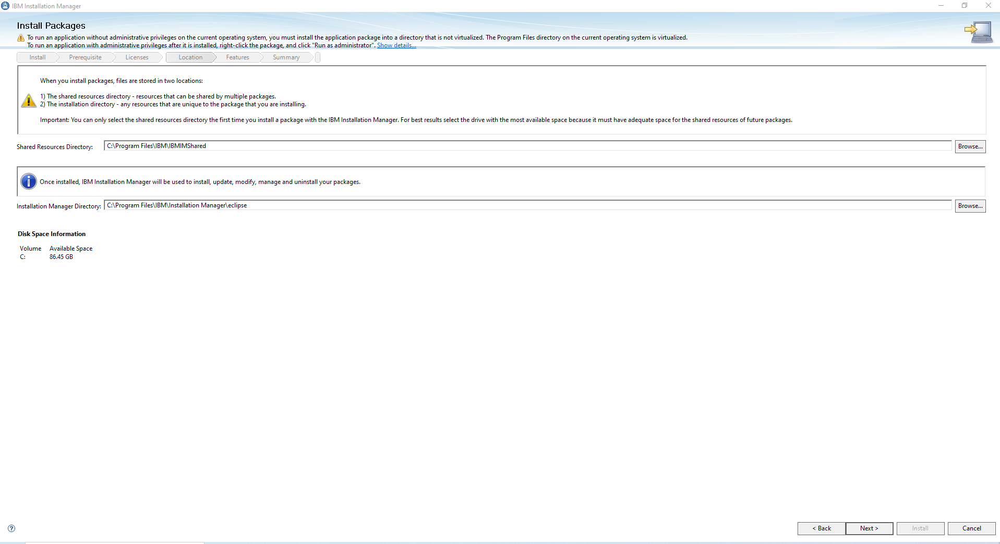 IBM Installation Manager
Install Packages
To run an application without administrative privileges on the current operating system, you must install the application package into a directory that is not virtualized. The Program Files directory on the current operating system is virtualized.
To run an application with administrative privileges after it is installed, right-click the package, and click "Run as administrator". Show details...
Install Prerequisite Licenses Location Features Summary
When you install packages, files are stored in two locations:
1) The shared resources directory - resources that can be shared by multiple packages.
2) The installation directory - any resources that are unique to the package that you are installing.
Important: You can only select the shared resources directory the first time you install a package with the IBM Installation Manager. For best results select the drive with the most available space because it must have adequate space for the shared resources of future packages.
Shared Resources Directory: C:\Program Files\IBM\IBMIMShared Browse...
Once installed, IBM Installation Manager will be used to install, update, modify, manage and uninstall your packages.
Installation Manager Directory: C:\Program Files\IBM\Installation Manager\eclipse Browse...
Disk Space Information
Volume Available Space
C: 86.45 GB
? < Back Next > Install Cancel